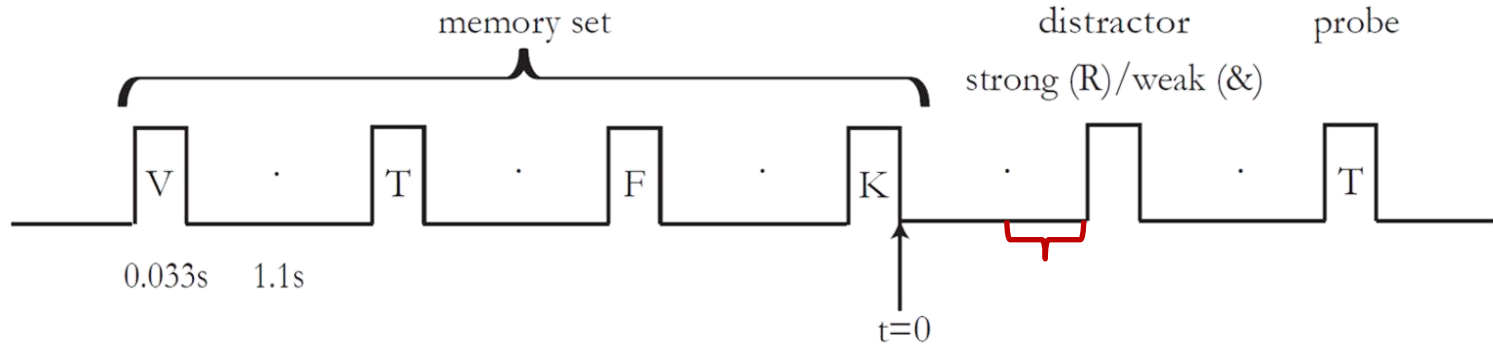 memory set
distractor
probe
strong (R)/weak (&)
V
T
F
K
T
0.033s
1.1s
t=0